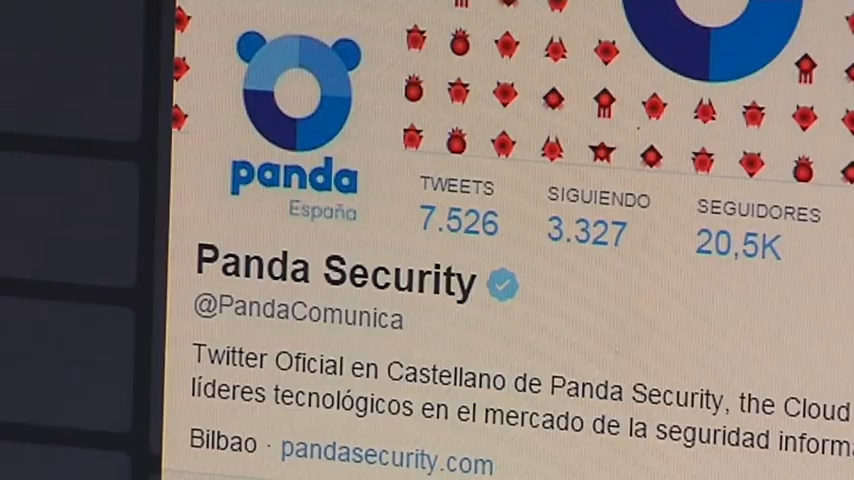 panda
España
TWEETS SIGUIENDO SEGUIDORES
7.526 3.327 20,5K
Panda Security
@PandaComunica
Twitter Oficial en Castellano de Panda Security, the Cloud
líderes tecnológicos en el mercado de la seguridad
Bilbao · pandasecurity.com